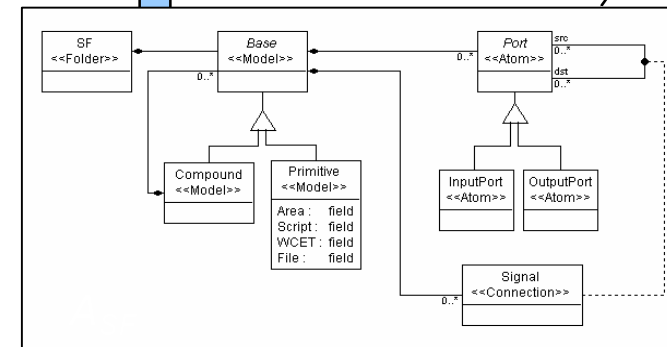 SF
<<Folder>>
Base
<<Model>>
0..*
0..*
Port
<<Atom>>
src
0..*
dst
0..*
Compound
<<Model>>
Primitive
<<Model>>
Area : field
Script : field
WCET : field
File : field
InputPort
<<Atom>>
OutputPort
<<Atom>>
Signal
<<Connection>>
0..*